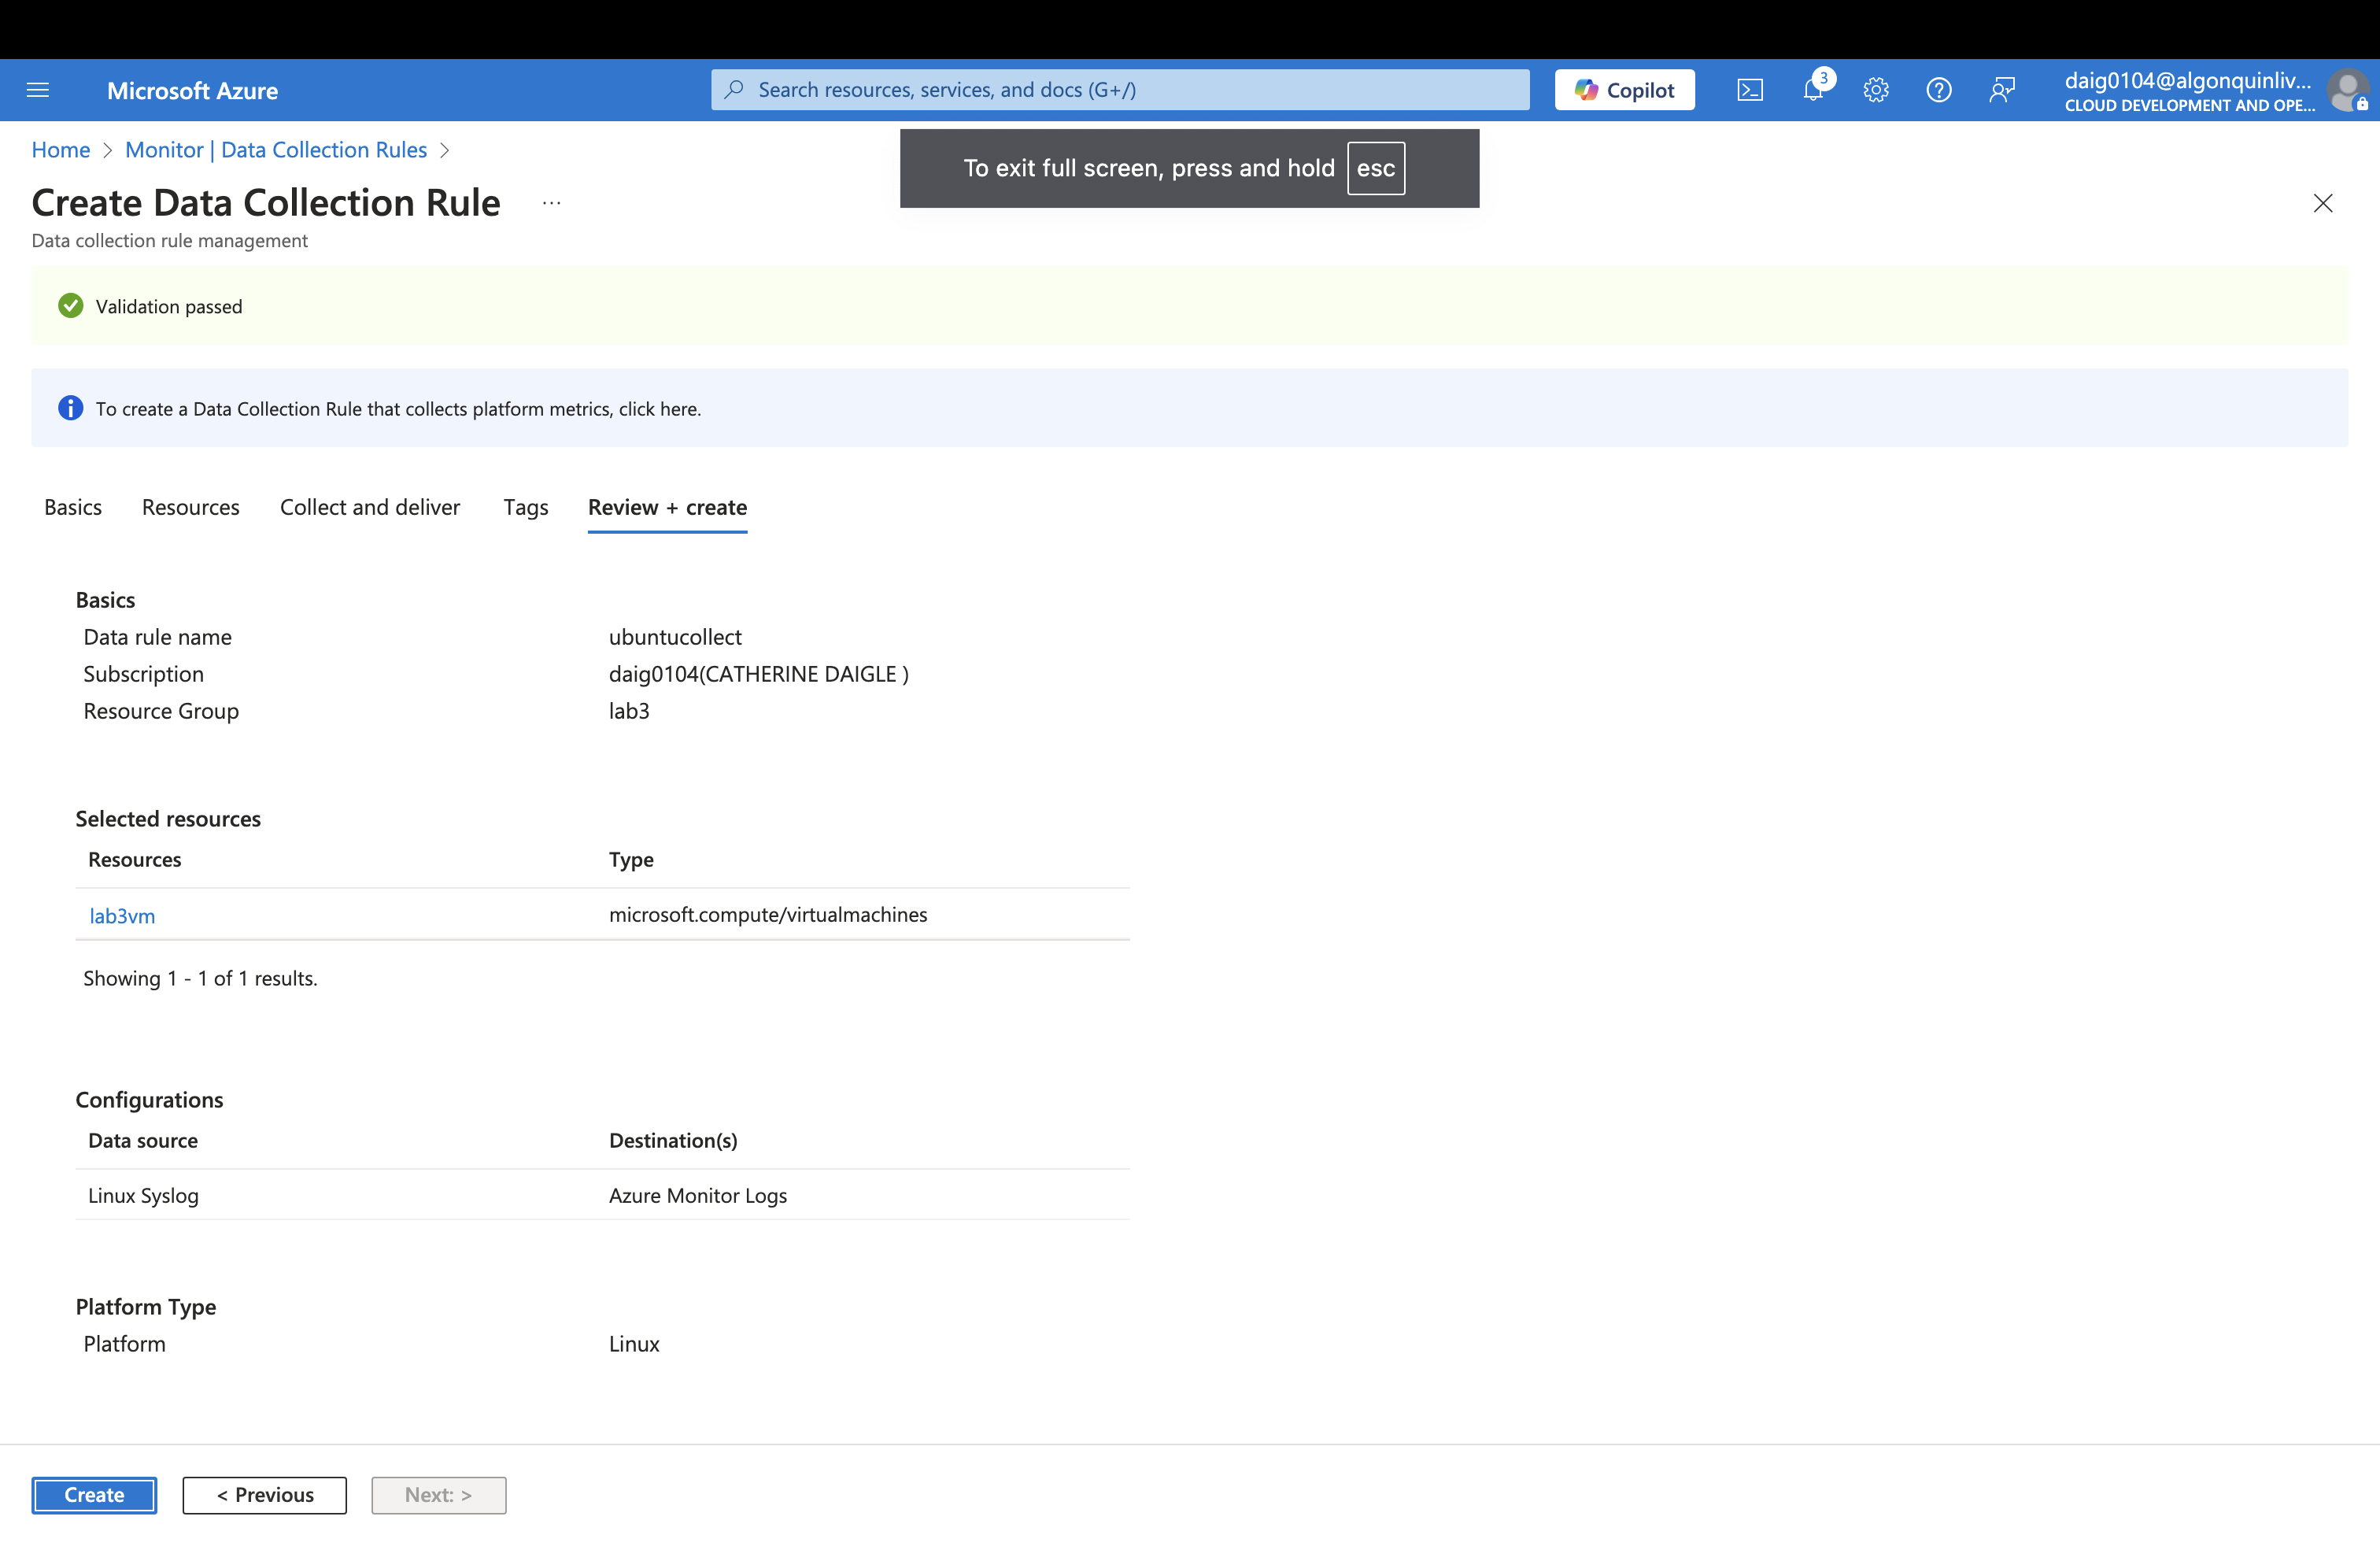 Microsoft Azure
Search resources, services, and docs (G+/)
Copilot
3
daig0104@algonquinliv...
CLOUD DEVELOPMENT AND OPE...
Home > Monitor | Data Collection Rules >
To exit full screen, press and hold esc
Create Data Collection Rule ...
Data collection rule management
Validation passed
To create a Data Collection Rule that collects platform metrics, click here.
Basics Resources Collect and deliver Tags Review + create
Basics
Data rule name ubuntucollect
Subscription daig0104(CATHERINE DAIGLE )
Resource Group lab3
Selected resources
Resources Type
lab3vm microsoft.compute/virtualmachines
Showing 1 - 1 of 1 results.
Configurations
Data source Destination(s)
Linux Syslog Azure Monitor Logs
Platform Type
Platform Linux
Create < Previous Next: >